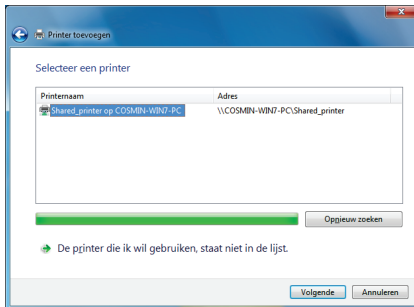 Printer toevoegen
Selecteer een printer
Printernaam Adres
Shared_printer op COSMIN-WIN7-PC \\COSMIN-WIN7-PC\Shared_printer
Opnieuw zoeken
De printer die ik wil gebruiken, staat niet in de lijst.
Volgende Annuleren